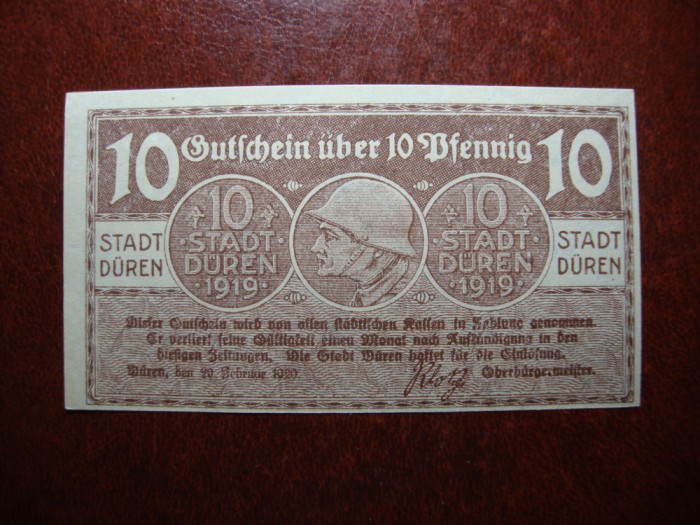 10 Gutschein über 10 Pfennig 10
STADT
DÜREN
10
STADT
DÜREN
1919
10
STADT
DÜREN
1919
STADT
DÜREN
Dieser Gutschein wird von allen städtischen Kassen in Zahlung genommen.
Er verliert seine Gültigkeit einen Monat nach Aufkündigung in den
hiesigen Zeitungen. Die Stadt Düren haftet für die Einlösung.
Düren, den 20. Februar 1920. Oberbürgermeister.